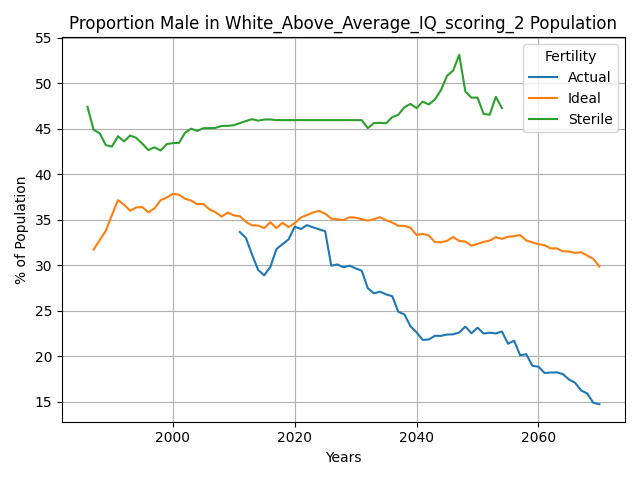 Proportion Male in White_Above_Average_IQ_scoring_2 Population
% of Population
55
50
45
40
35
30
25
20
15
2000
2020
2040
2060
Years
Fertility
Actual
Ideal
Sterile